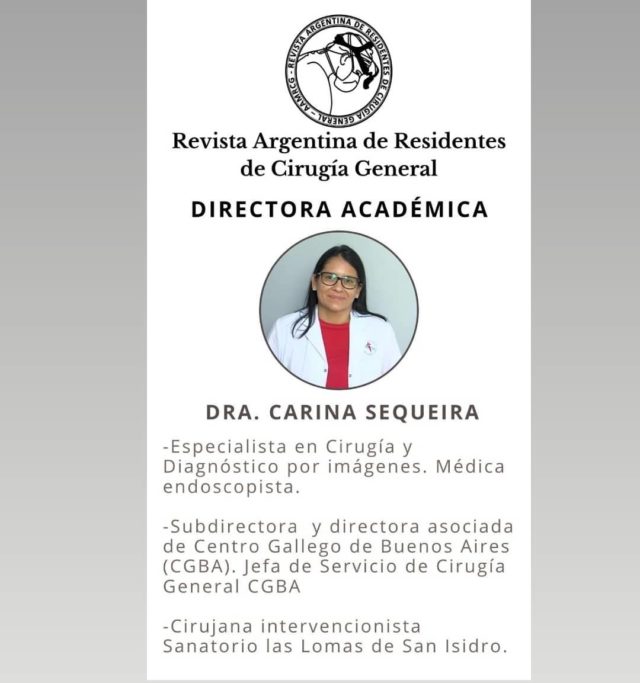 AAMRCG - REVISTA ARGENTINA DE RESIDENTES DE CIRUGÍA GENERAL -
Revista Argentina de Residentes
de Cirugía General
DIRECTORA ACADÉMICA
DRA. CARINA SEQUEIRA
-Especialista en Cirugía y
Diagnóstico por imágenes. Médica
endoscopista.
-Subdirectora y directora asociada
de Centro Gallego de Buenos Aires
(CGBA). Jefa de Servicio de Cirugía
General CGBA
-Cirujana intervencionista
Sanatorio las Lomas de San Isidro.